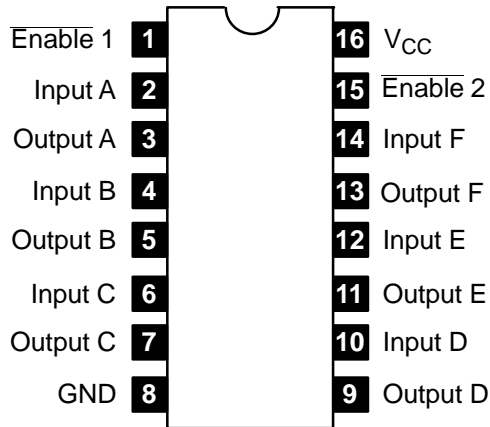 Enable 1 1 16 VCC
Input A 2 15 Enable 2
Output A 3 14 Input F
Input B 4 13 Output F
Output B 5 12 Input E
Input C 6 11 Output E
Output C 7 10 Input D
GND 8 9 Output D